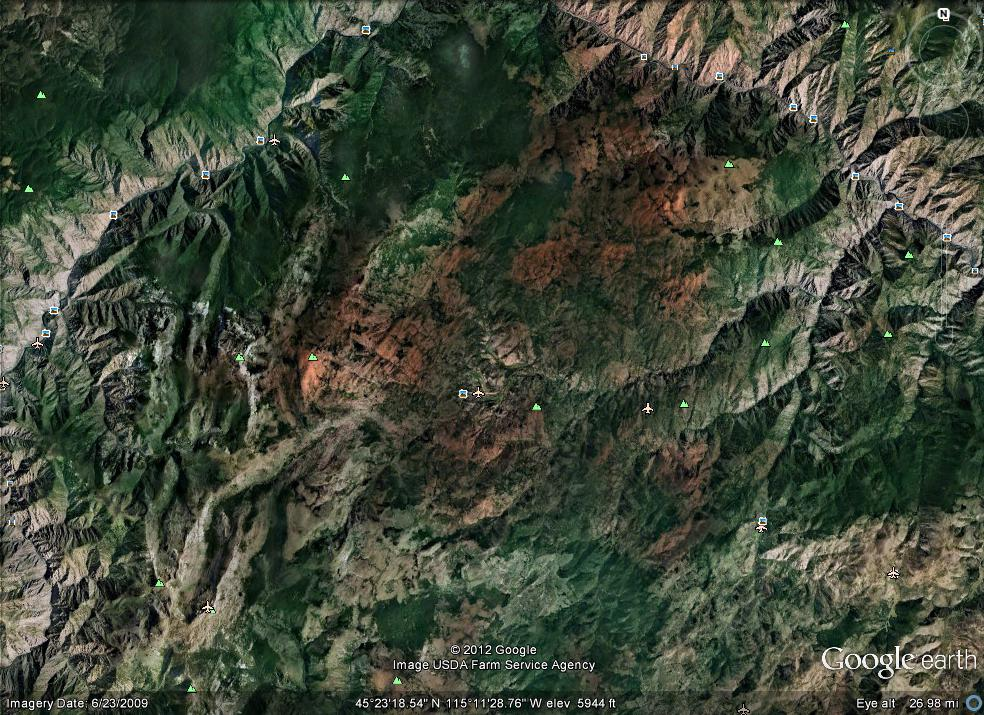 N
© 2012 Google
Image USDA Farm Service Agency
Google earth
Imagery Date: 6/23/2009 45°23'18.54" N 115°11'28.76" W elev 5944 ft Eye alt 26.98 mi